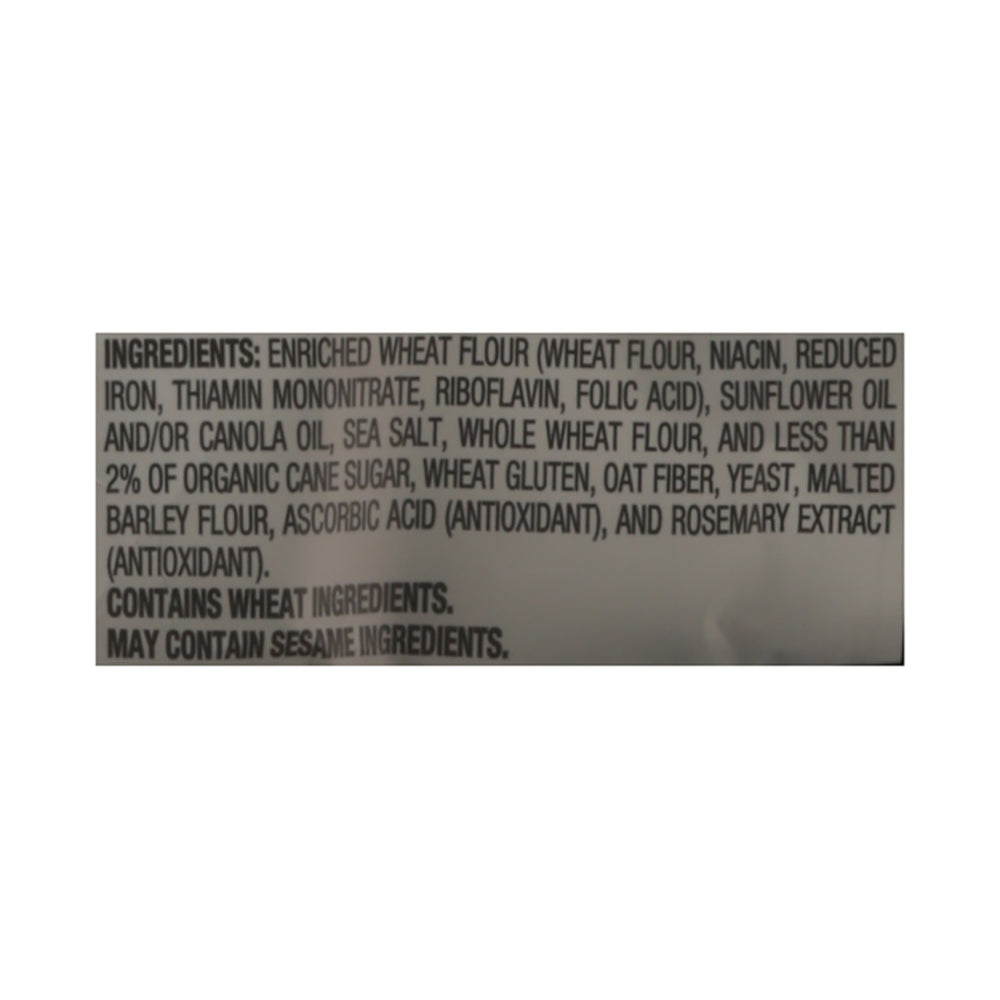 INGREDIENTS: ENRICHED WHEAT FLOUR (WHEAT FLOUR, NIACIN, REDUCED
IRON, THIAMIN MONONITRATE, RIBOFLAVIN, FOLIC ACID), SUNFLOWER OIL
AND/OR CANOLA OIL, SEA SALT, WHOLE WHEAT FLOUR, AND LESS THAN
2% OF ORGANIC CANE SUGAR, WHEAT GLUTEN, OAT FIBER, YEAST, MALTED
BARLEY FLOUR, ASCORBIC ACID (ANTIOXIDANT), AND ROSEMARY EXTRACT
(ANTIOXIDANT).
CONTAINS WHEAT INGREDIENTS.
MAY CONTAIN SESAME INGREDIENTS.